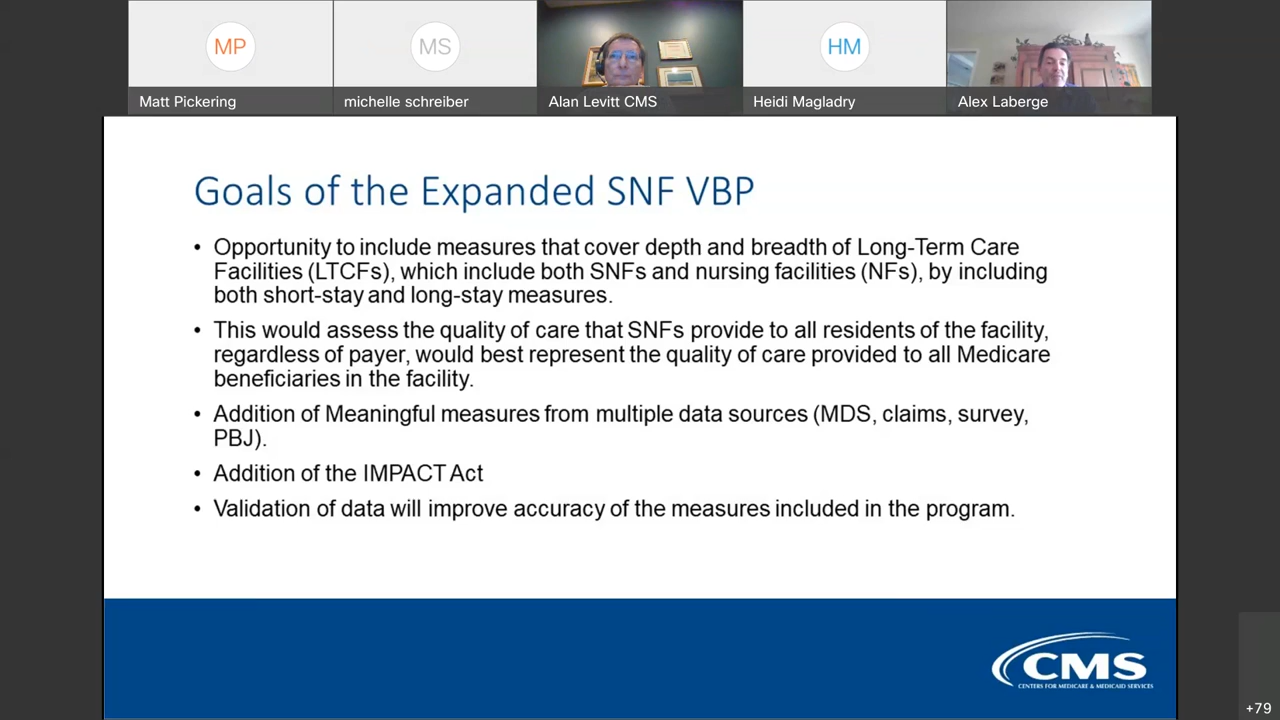 MP
MS
HM
Matt Pickering
michelle schreiber
Alan Levitt CMS
Heidi Magladry
Alex Laberge
Goals of the Expanded SNF VBP
• Opportunity to include measures that cover depth and breadth of Long-Term Care
Facilities (LTCFs), which include both SNFs and nursing facilities (NFs), by including
both short-stay and long-stay measures.
• This would assess the quality of care that SNFs provide to all residents of the facility,
regardless of payer, would best represent the quality of care provided to all Medicare
beneficiaries in the facility.
• Addition of Meaningful measures from multiple data sources (MDS, claims, survey,
PBJ).
• Addition of the IMPACT Act
• Validation of data will improve accuracy of the measures included in the program.
CMS
CENTERS FOR MEDICARE & MEDICAID SERVICES
+79